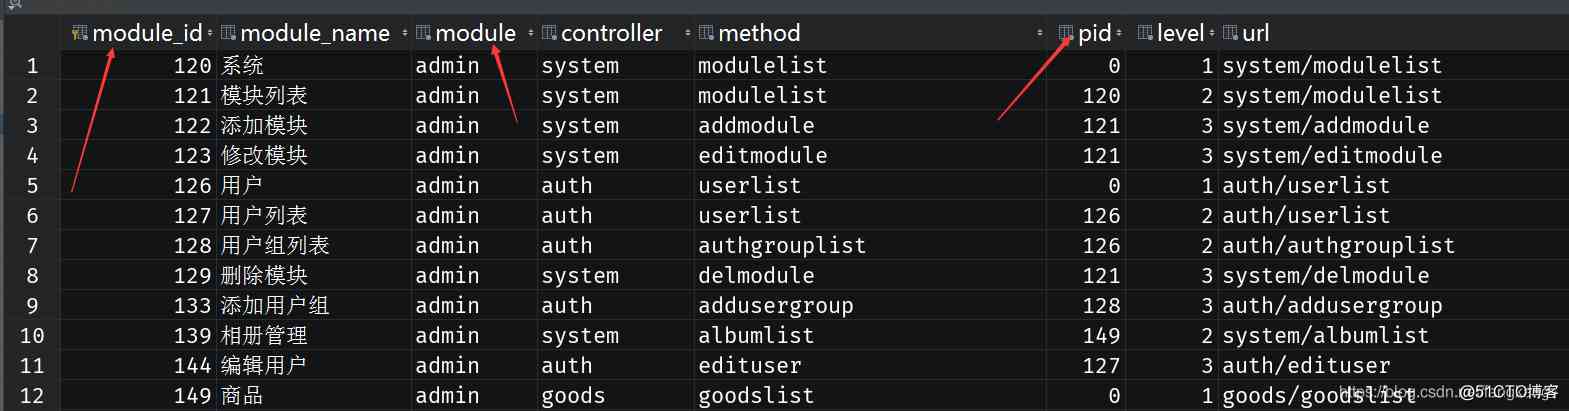 module_id module_name module controller method pid level url
1 120 系统 admin system modulelist 0 1 system/modulelist
2 121 模块列表 admin system modulelist 120 2 system/modulelist
3 122 添加模块 admin system addmodule 121 3 system/addmodule
4 123 修改模块 admin system editmodule 121 3 system/editmodule
5 126 用户 admin auth userlist 0 1 auth/userlist
6 127 用户列表 admin auth userlist 126 2 auth/userlist
7 128 用户组列表 admin auth authgrouplist 126 2 auth/authgrouplist
8 129 删除模块 admin system delmodule 121 3 system/delmodule
9 133 添加用户组 admin auth addusergroup 128 3 auth/addusergroup
10 139 相册管理 admin system albumlist 149 2 system/albumlist
11 144 编辑用户 admin auth edituser 127 3 auth/edituser
12 149 商品 admin goods goodslist 0 1 goods/goodslist
@51CTO博客